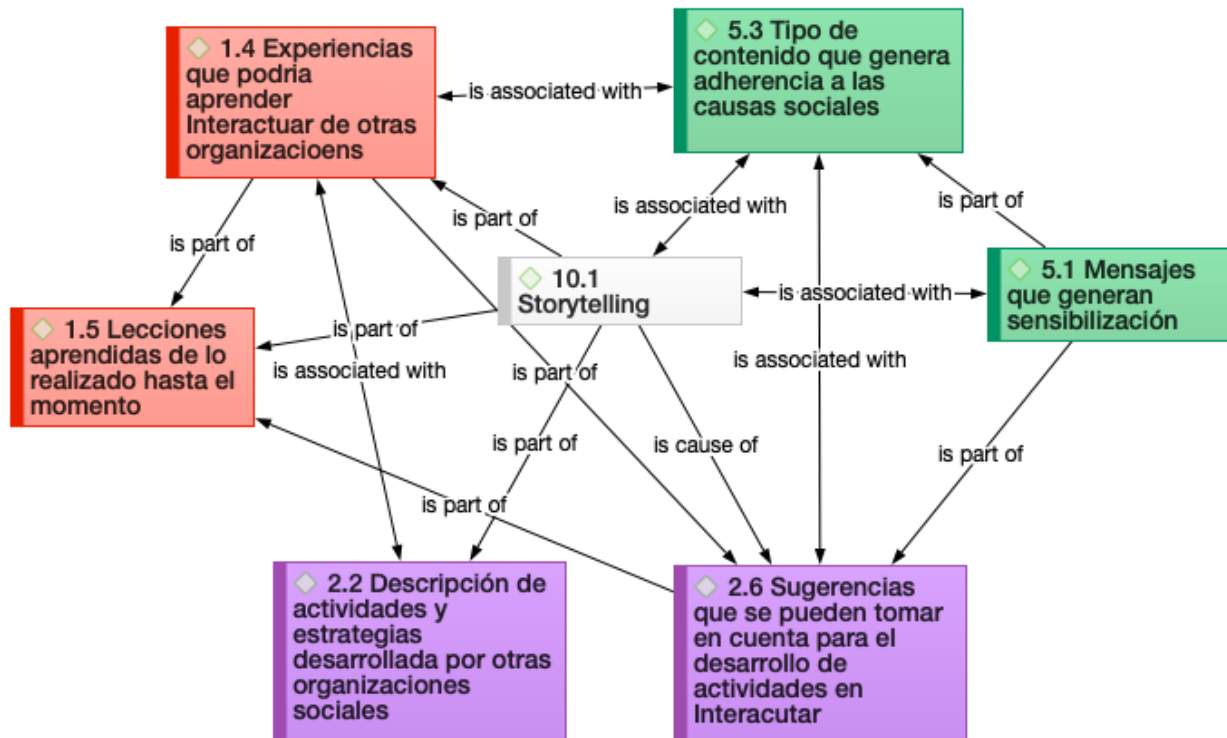 1.4 Experiencias
que podria
aprender
Interactuar de otras
organizacioens
5.3 Tipo de
contenido que genera
adherencia a las
causas sociales
is associated with
is associated with
is part of
is part of
is part of
10.1
Storytelling
is associated with
5.1 Mensajes
que generan
sensibilización
1.5 Lecciones
aprendidas de lo
realizado hasta el
momento
is part of
is associated with
is part of
is associated with
is part of
is cause of
is part of
is part of
2.2 Descripción de
actividades y
estrategias
desarrollada por otras
organizaciones
sociales
2.6 Sugerencias
que se pueden tomar
en cuenta para el
desarrollo de
actividades en
Interacutar